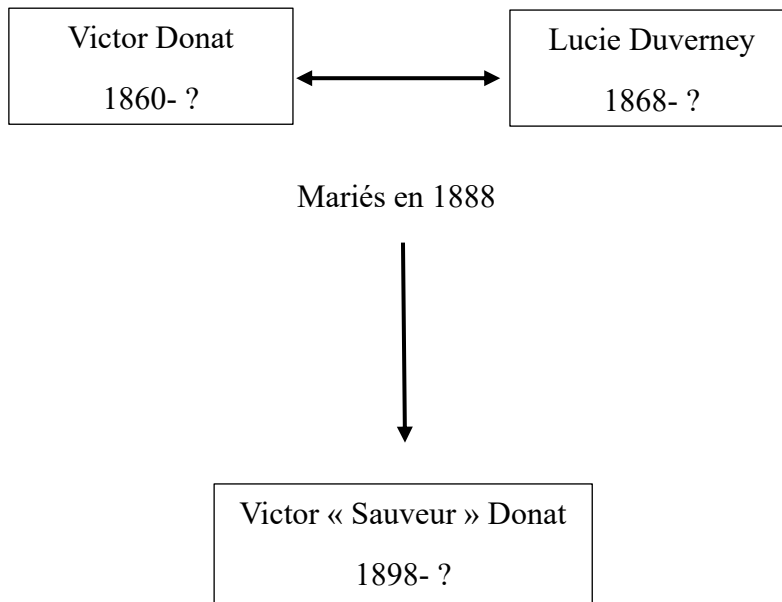 Victor Donat
1860- ?
Lucie Duverney
1868- ?
Mariés en 1888
Victor « Sauveur » Donat
1898- ?